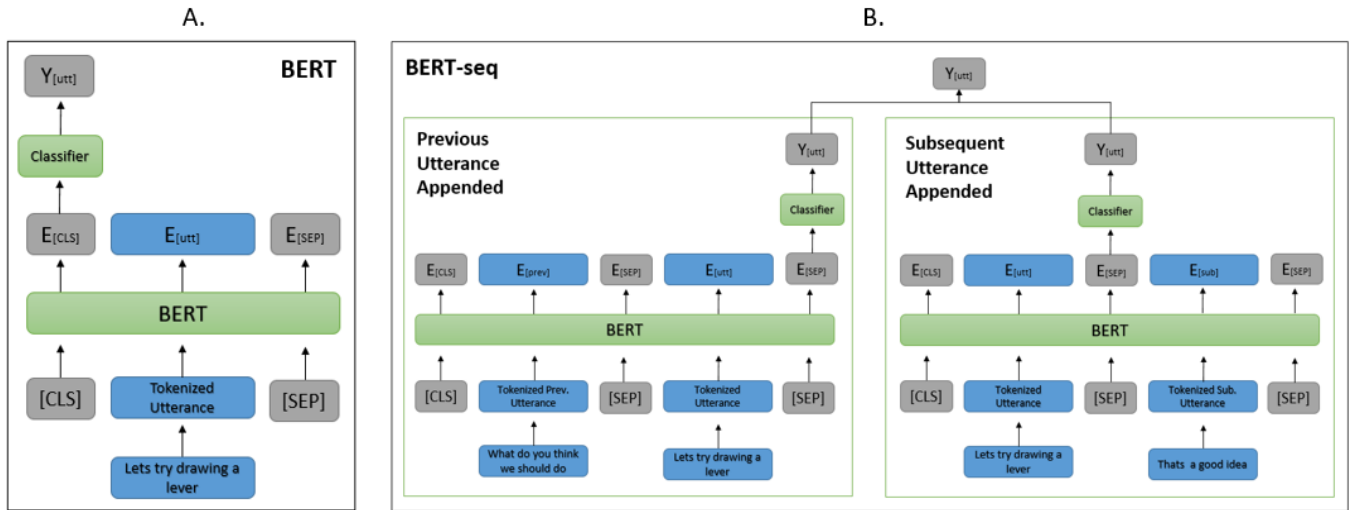 A.
BERT
Y[utt]
Classifier
E[CLS] E[utt] E[SEP]
BERT
[CLS] Tokenized Utterance [SEP]
Lets try drawing a
lever
B.
BERT-seq
Y[utt]
Previous
Utterance
Appended
Y[utt]
Classifier
E[CLS] E[prev] E[SEP] E[utt] E[SEP]
BERT
[CLS] Tokenized Prev. Utterance [SEP] Tokenized Utterance [SEP]
What do you think
we should do
Lets try drawing a
lever
Subsequent
Utterance
Appended
Y[utt]
Classifier
E[CLS] E[utt] E[SEP] E[sub] E[SEP]
BERT
[CLS] Tokenized Utterance [SEP] Tokenized Sub. Utterance [SEP]
Lets try drawing a
lever
Thats a good idea